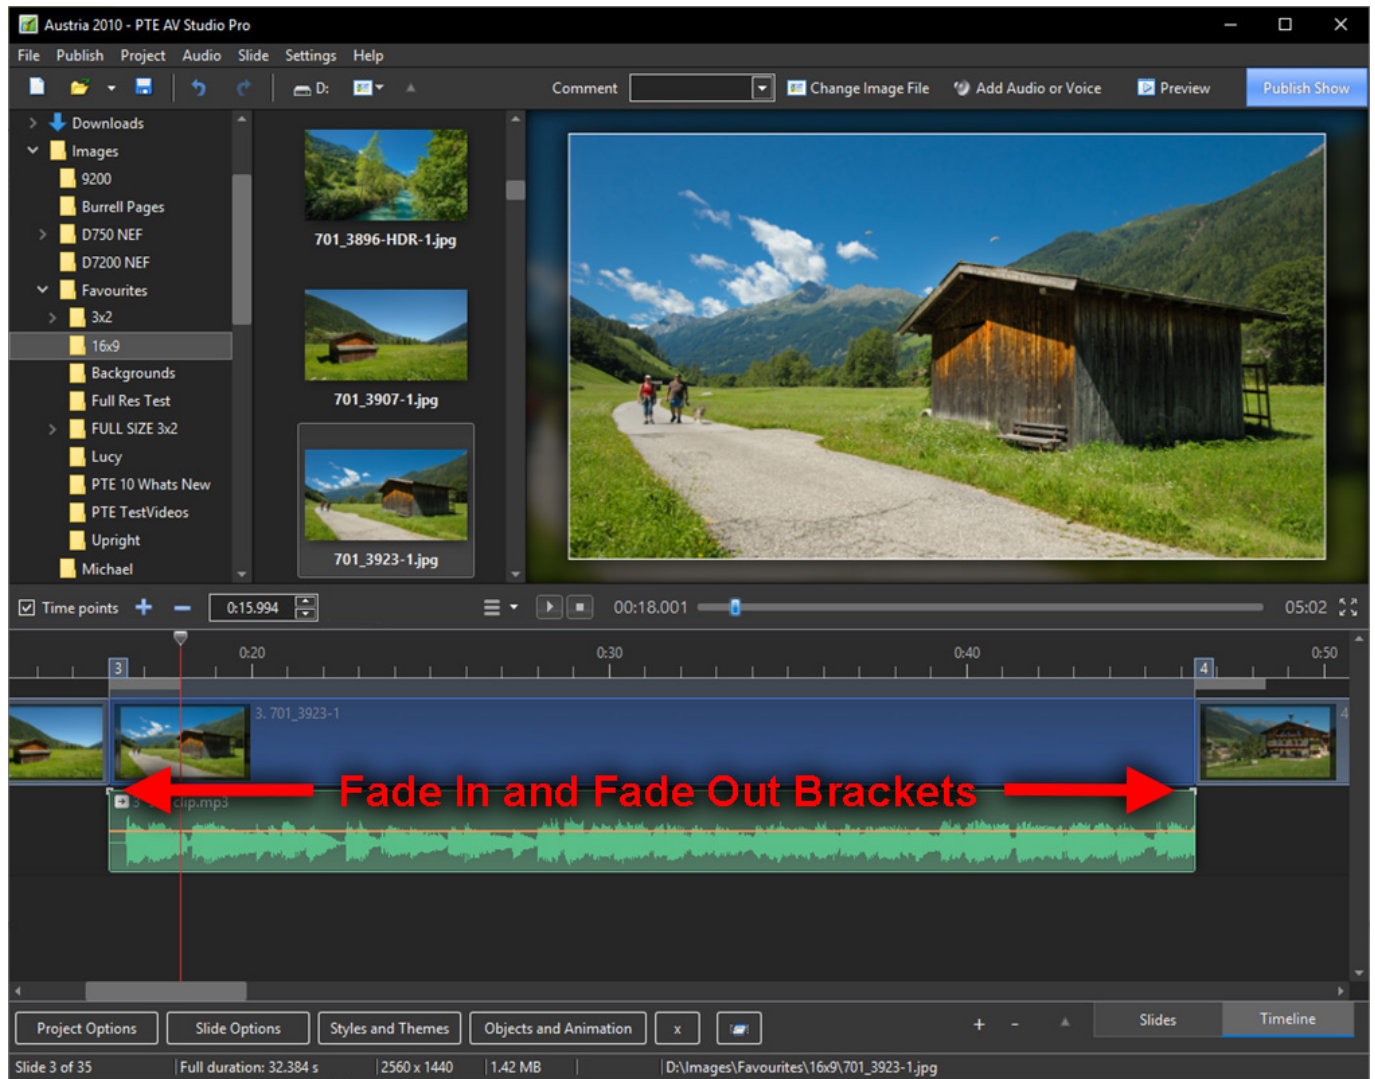 Austria 2010 - PTE AV Studio Pro
File Publish Project Audio Slide Settings Help
D: Comment Change Image File Add Audio or Voice Preview Publish Show
Downloads
Images
9200
Burrell Pages
D750 NEF
D7200 NEF
Favourites
3x2
16x9
Backgrounds
Full Res Test
FULL SIZE 3x2
Lucy
PTE 10 Whats New
PTE TestVideos
Upright
Michael
701_3896-HDR-1.jpg
701_3907-1.jpg
701_3923-1.jpg
Time points 0:15.994 00:18.001 05:02
0:20 0:30 0:40 0:50
3 4
3. 701_3923-1 4
Fade In and Fade Out Brackets
clip.mp3
Project Options Slide Options Styles and Themes Objects and Animation x + - Slides Timeline
Slide 3 of 35 Full duration: 32.384 s 2560 x 1440 1.42 MB D:\Images\Favourites\16x9\701_3923-1.jpg